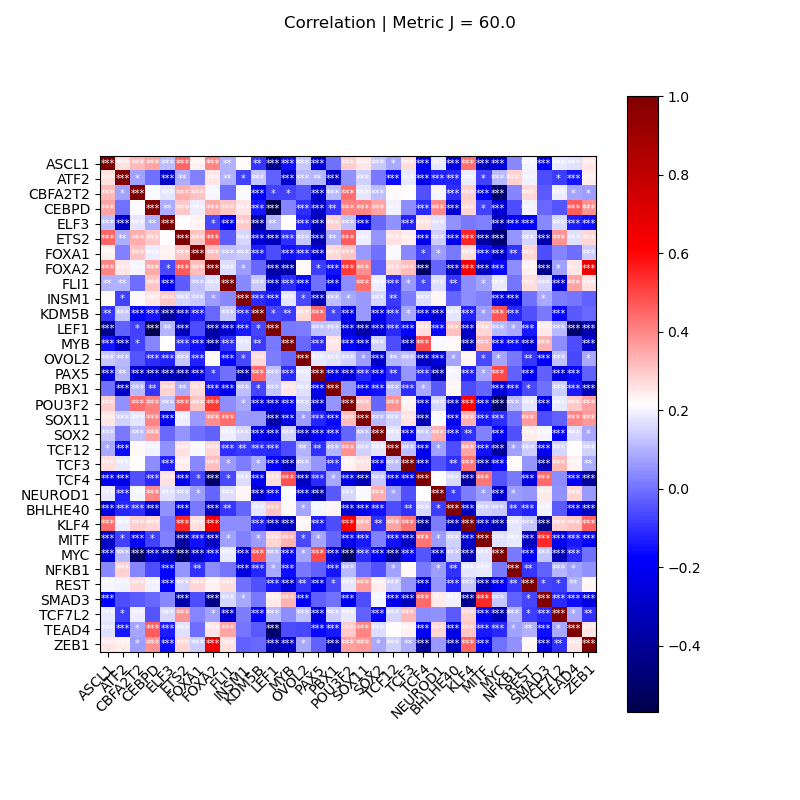 Correlation | Metric J = 60.0
ASCL1
ATF2
CBFA2T2
CEBPD
ELF3
ETS2
FOXA1
FOXA2
FLI1
INSM1
KDM5B
LEF1
MYB
OVOL2
PAX5
PBX1
POU3F2
SOX11
SOX2
TCF12
TCF3
TCF4
NEUROD1
BHLHE40
KLF4
MITF
MYC
NFKB1
REST
SMAD3
TCF7L2
TEAD4
ZEB1
ASCL1
ATF2
CBFA2T2
CEBPD
ELF3
ETS2
FOXA1
FOXA2
FLI1
INSM1
KDM5B
LEF1
MYB
OVOL2
PAX5
PBX1
POU3F2
SOX11
SOX2
TCF12
TCF3
TCF4
NEUROD1
BHLHE40
KLF4
MITF
MYC
NFKB1
REST
SMAD3
TCF7L2
TEAD4
ZEB1
1.0
0.8
0.6
0.4
0.2
0.0
−0.2
−0.4